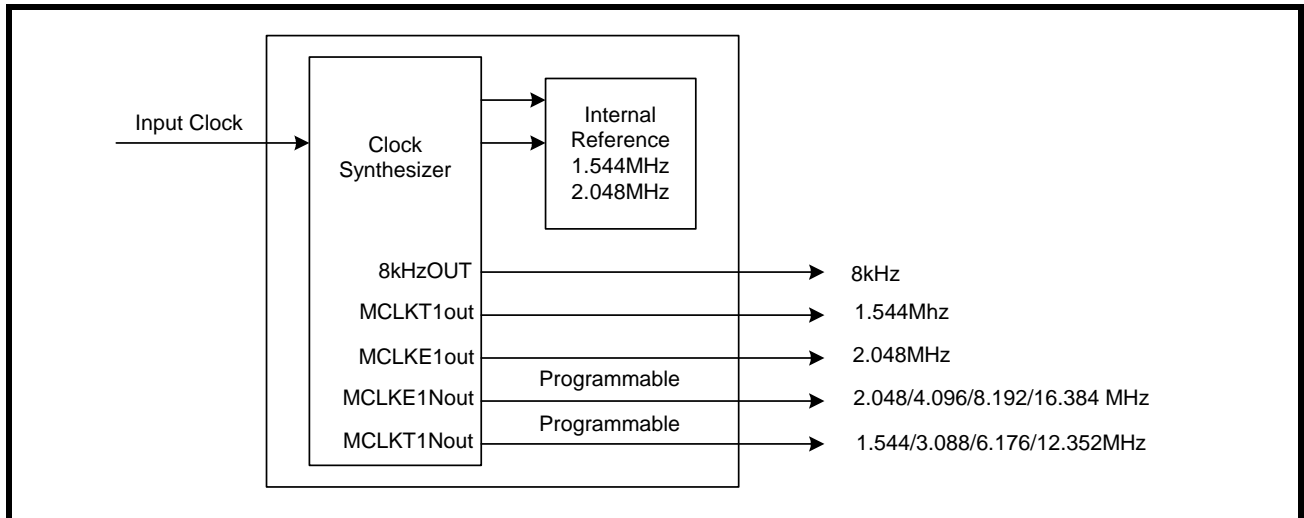 Input Clock
Clock
Synthesizer
Internal
Reference
1.544MHz
2.048MHz
8kHzOUT
8kHz
MCLKT1out
1.544Mhz
MCLKE1out
2.048MHz
Programmable
MCLKE1Nout
2.048/4.096/8.192/16.384 MHz
Programmable
MCLKT1Nout
1.544/3.088/6.176/12.352MHz